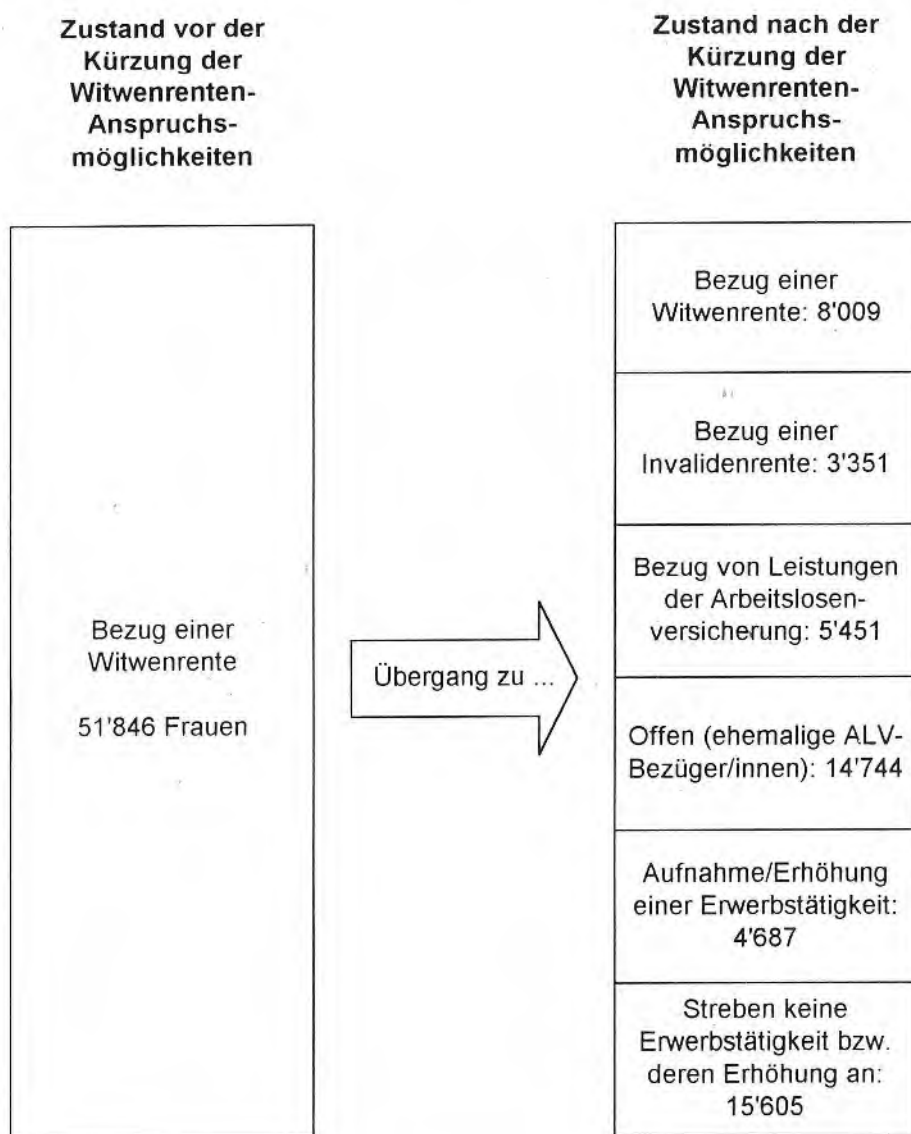 Zustand vor der
Kürzung der
Witwenrenten-
Anspruchs-
möglichkeiten
Zustand nach der
Kürzung der
Witwenrenten-
Anspruchs-
möglichkeiten
Bezug einer
Witwenrente
51'846 Frauen
Übergang zu ...
Bezug einer
Witwenrente: 8'009
Bezug einer
Invalidenrente: 3'351
Bezug von Leistungen
der Arbeitslosen-
versicherung: 5'451
Offen (ehemalige ALV-
Bezüger/innen): 14'744
Aufnahme/Erhöhung
einer Erwerbstätigkeit:
4'687
Streben keine
Erwerbstätigkeit bzw.
deren Erhöhung an:
15'605